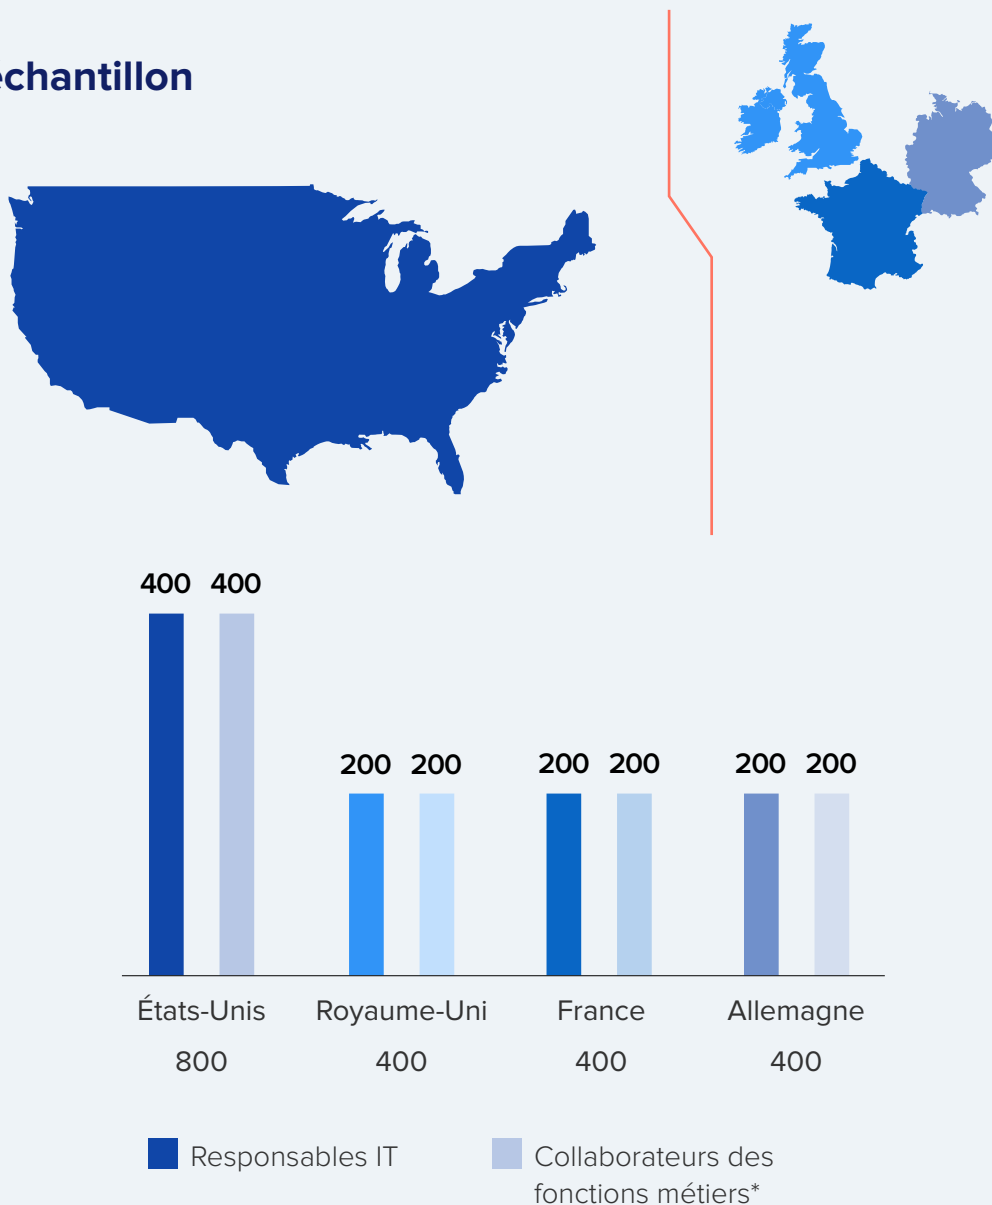 échantillon
400 400
200 200 200 200 200 200
États-Unis Royaume-Uni France Allemagne
800 400 400 400
Responsables IT Collaborateurs des
fonctions métiers*